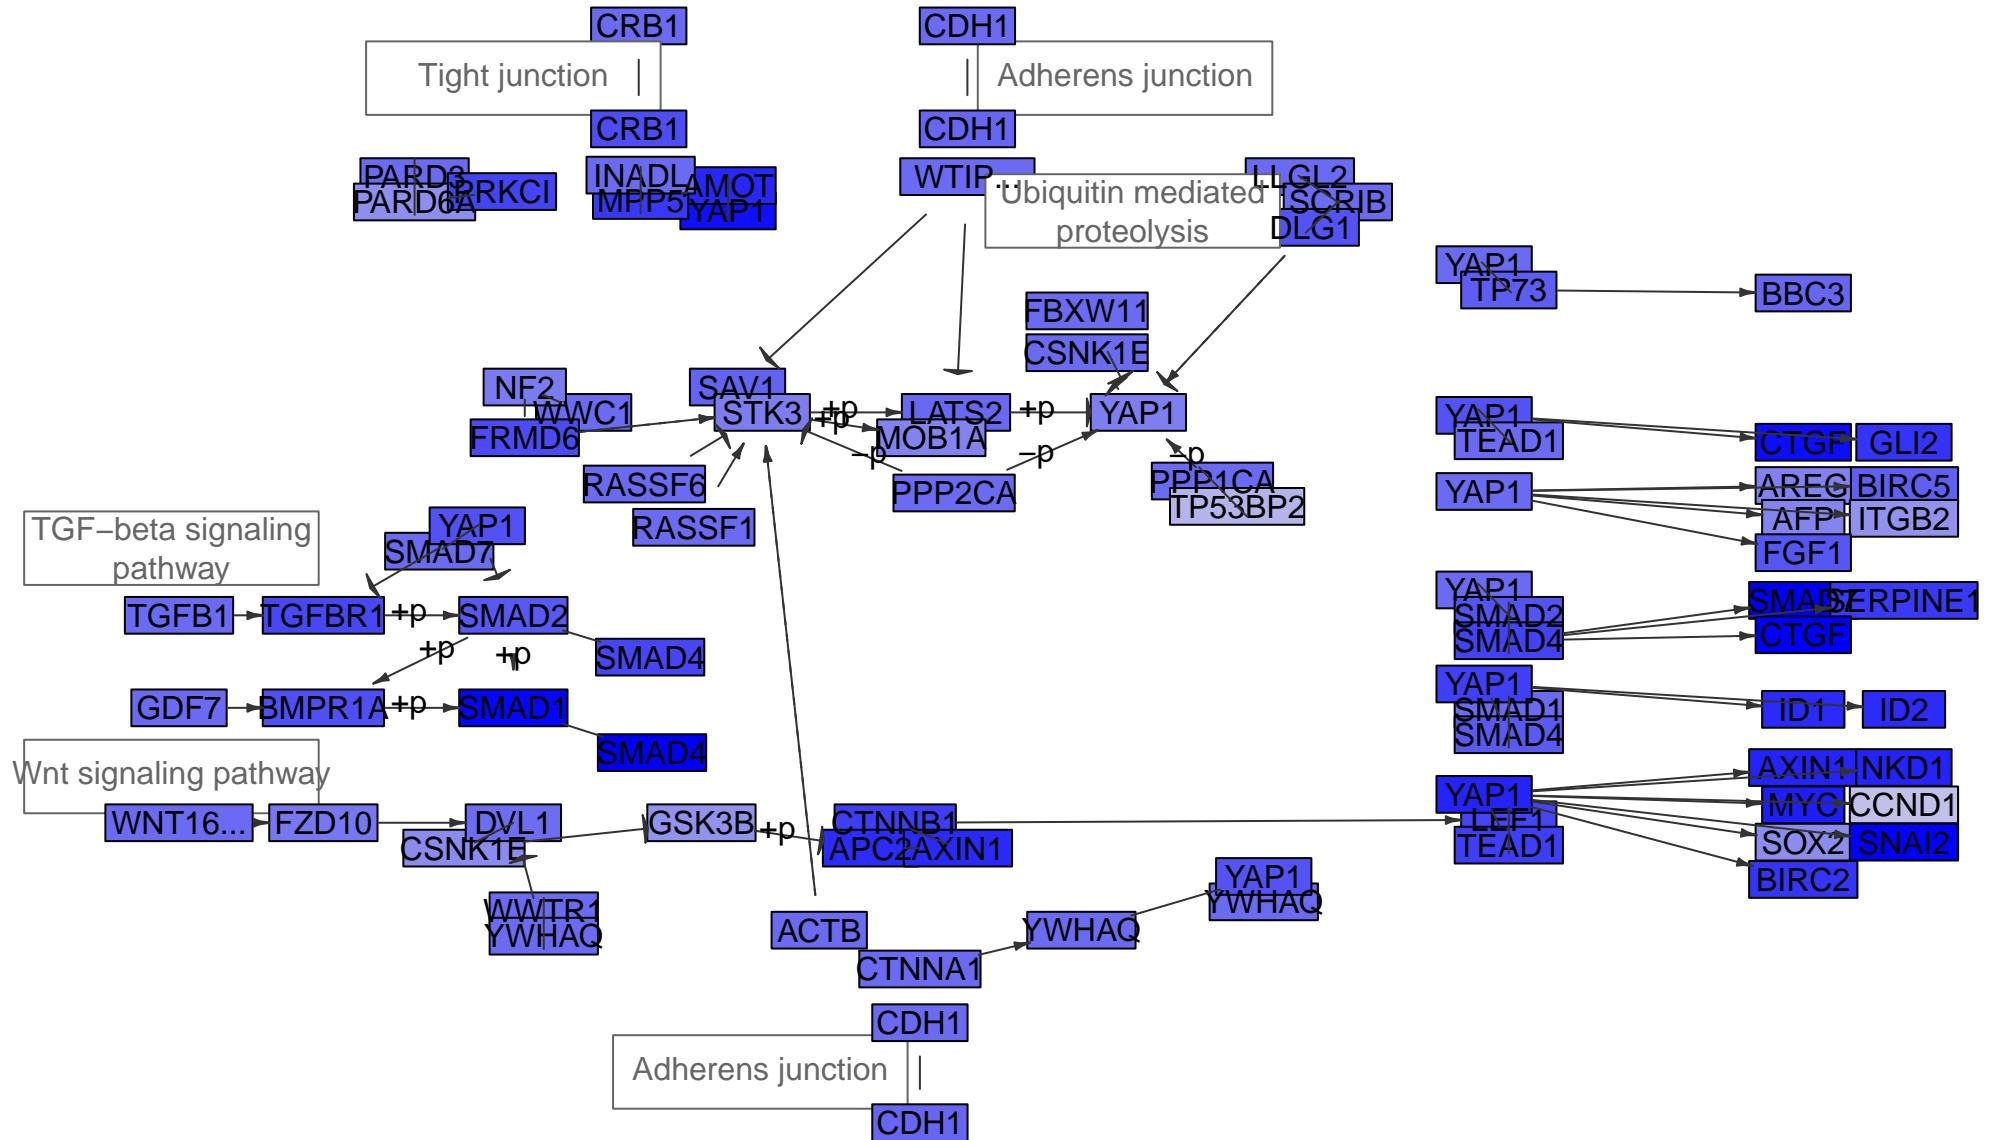 CRB1
CDH1
Tight junction
Adherens junction
CRB1
CDH1
PARD3
PARD6A
PRKCI
INADL
MPP5
AMOT
YAP1
WTIP...
Ubiquitin mediated
proteolysis
LLGL2
SCRIB
DLG1
YAP1
TP73
BBC3
FBXW11
CSNK1E
NF2
WWC1
FRMD6
SAV1
STK3
+p
+p
LATS2
MOB1A
+p
YAP1
−p
−p
−p
RASSF6
RASSF1
PPP2CA
PPP1CA
TP53BP2
YAP1
TEAD1
CTGF
GLI2
YAP1
AREG
BIRC5
AFP
ITGB2
FGF1
TGF−beta signaling
pathway
YAP1
SMAD7
TGFB1
TGFBR1
+p
SMAD2
+p
+p
SMAD4
YAP1
SMAD2
SMAD4
SMAD7
SERPINE1
CTGF
GDF7
BMPR1A
+p
SMAD1
SMAD4
YAP1
SMAD1
SMAD4
ID1
ID2
Wnt signaling pathway
WNT16...
FZD10
DVL1
CSNK1E
GSK3B
+p
CTNNB1
APC2
AXIN1
YAP1
LEF1
TEAD1
AXIN1
NKD1
MYC
CCND1
SOX2
SNAI2
BIRC2
WWTR1
YWHAQ
ACTB
CTNNA1
YWHAQ
YAP1
YWHAQ
CDH1
Adherens junction
CDH1